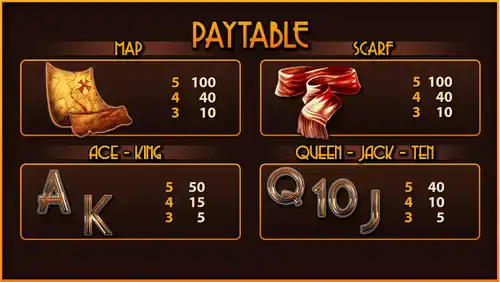 PAYTABLE
MAP
5 100
4 40
3 10
SCARF
5 100
4 40
3 10
ACE - KING
A K
5 50
4 15
3 5
QUEEN - JACK - TEN
Q 10 J
5 40
4 10
3 5